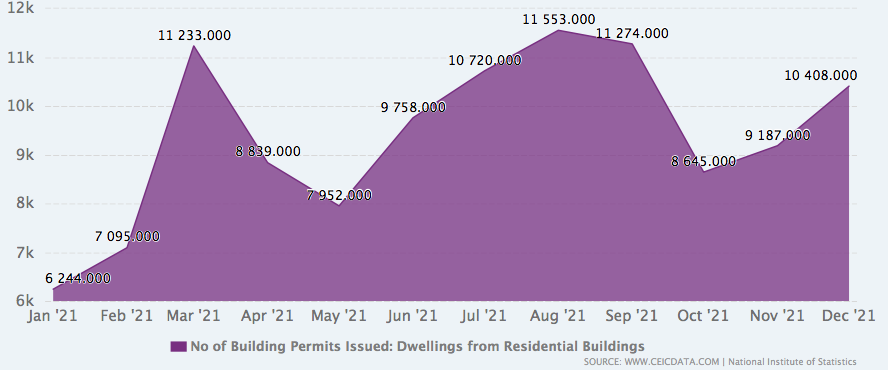 12k
11 553.000
11 233.000
11 274.000
11k
10 720.000
10 408.000
10k
9 758.000
9 187.000
9k
8 839.000
8 645.000
8k
7 952.000
7 095.000
7k
6 244.000
6k
Jan '21 Feb '21 Mar '21 Apr '21 May '21 Jun '21 Jul '21 Aug '21 Sep '21 Oct '21 Nov '21 Dec '21
No of Building Permits Issued: Dwellings from Residential Buildings
SOURCE: WWW.CEICDATA.COM | National Institute of Statistics